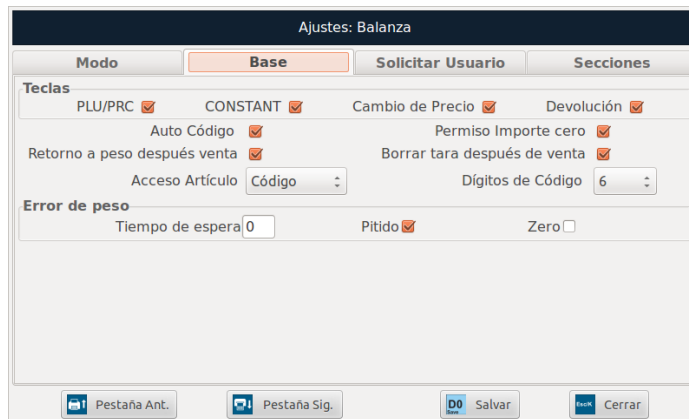 Ajustes: Balanza
Modo Base Solicitar Usuario Secciones
Teclas
PLU/PRC CONSTANT Cambio de Precio Devolución
Auto Código Permiso Importe cero
Retorno a peso después venta Borrar tara después de venta
Acceso Artículo Código Dígitos de Código 6
Error de peso
Tiempo de espera 0 Pitido Zero
Pestaña Ant. Pestaña Sig. D0 Save Salvar Esc/K Cerrar